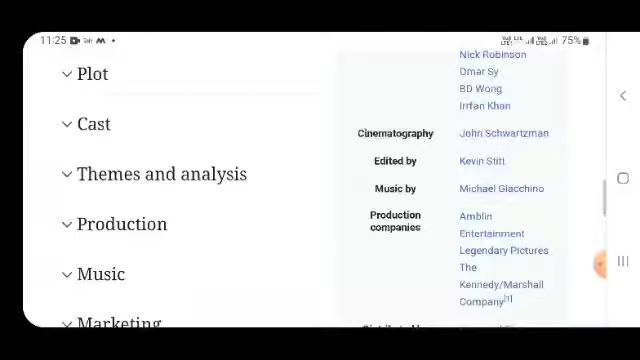 11:25
75%
Plot
Cast
Themes and analysis
Production
Music
Marketing
Nick Robinson
Omar Sy
BD Wong
Irrfan Khan
Cinematography John Schwartzman
Edited by Kevin Stitt
Music by Michael Giacchino
Production companies
Amblin
Entertainment
Legendary Pictures
The
Kennedy/Marshall
Company[1]